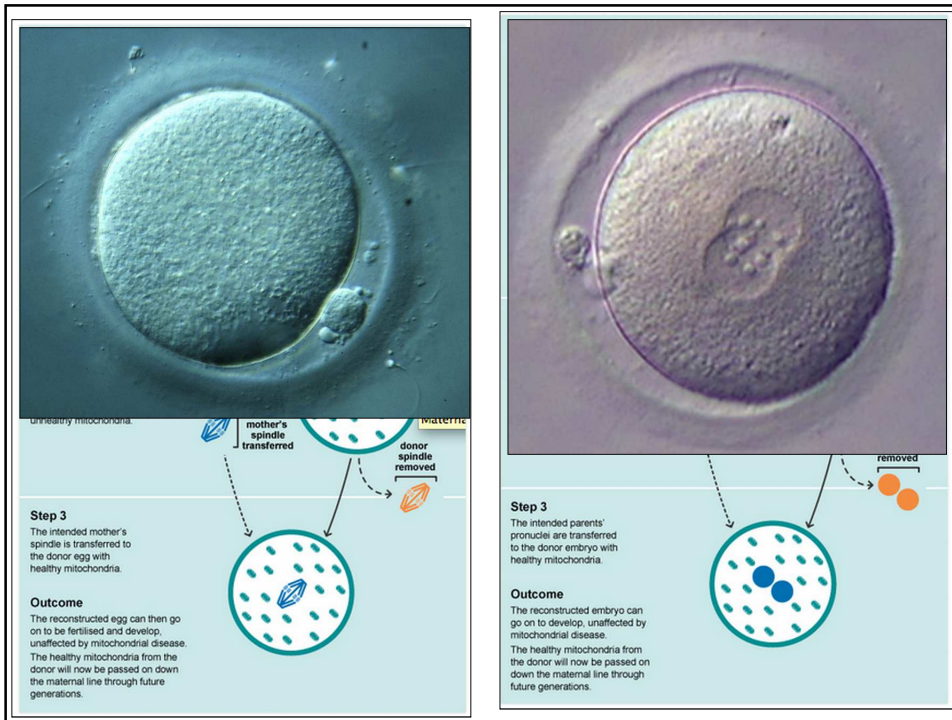 unhealthy mitochondria.
mother's
spindle
transferred
donor
spindle
removed
Step 3
The intended mother's
spindle is transferred to
the donor egg with
healthy mitochondria.
Outcome
The reconstructed egg can then go
on to be fertilised and develop,
unaffected by mitochondrial disease.
The healthy mitochondria from the
donor will now be passed on down
the maternal line through future
generations.
removed
Step 3
The intended parents'
pronuclei are transferred
to the donor embryo with
healthy mitochondria.
Outcome
The reconstructed embryo can
go on to develop, unaffected by
mitochondrial disease.
The healthy mitochondria from
the donor will now be passed on
down the maternal line through
future generations.